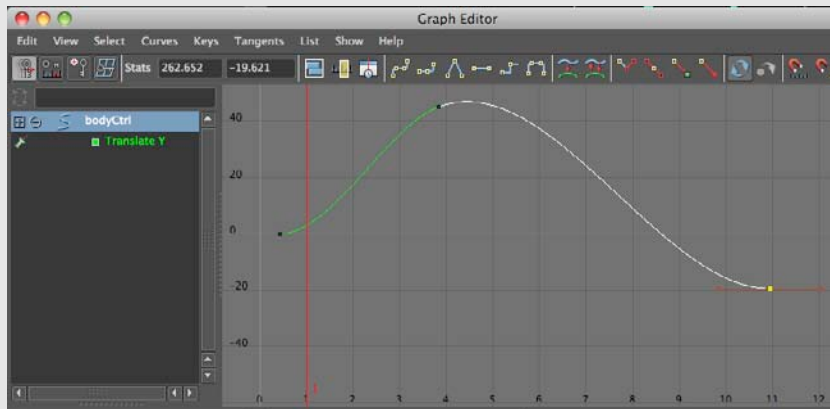 Graph Editor
Edit View Select Curves Keys Tangents List Show Help
Stats 262.652 -19.621
bodyCtrl
Translate Y
40
20
0
-20
-40
1
0 1 2 3 4 5 6 7 8 9 10 11 12